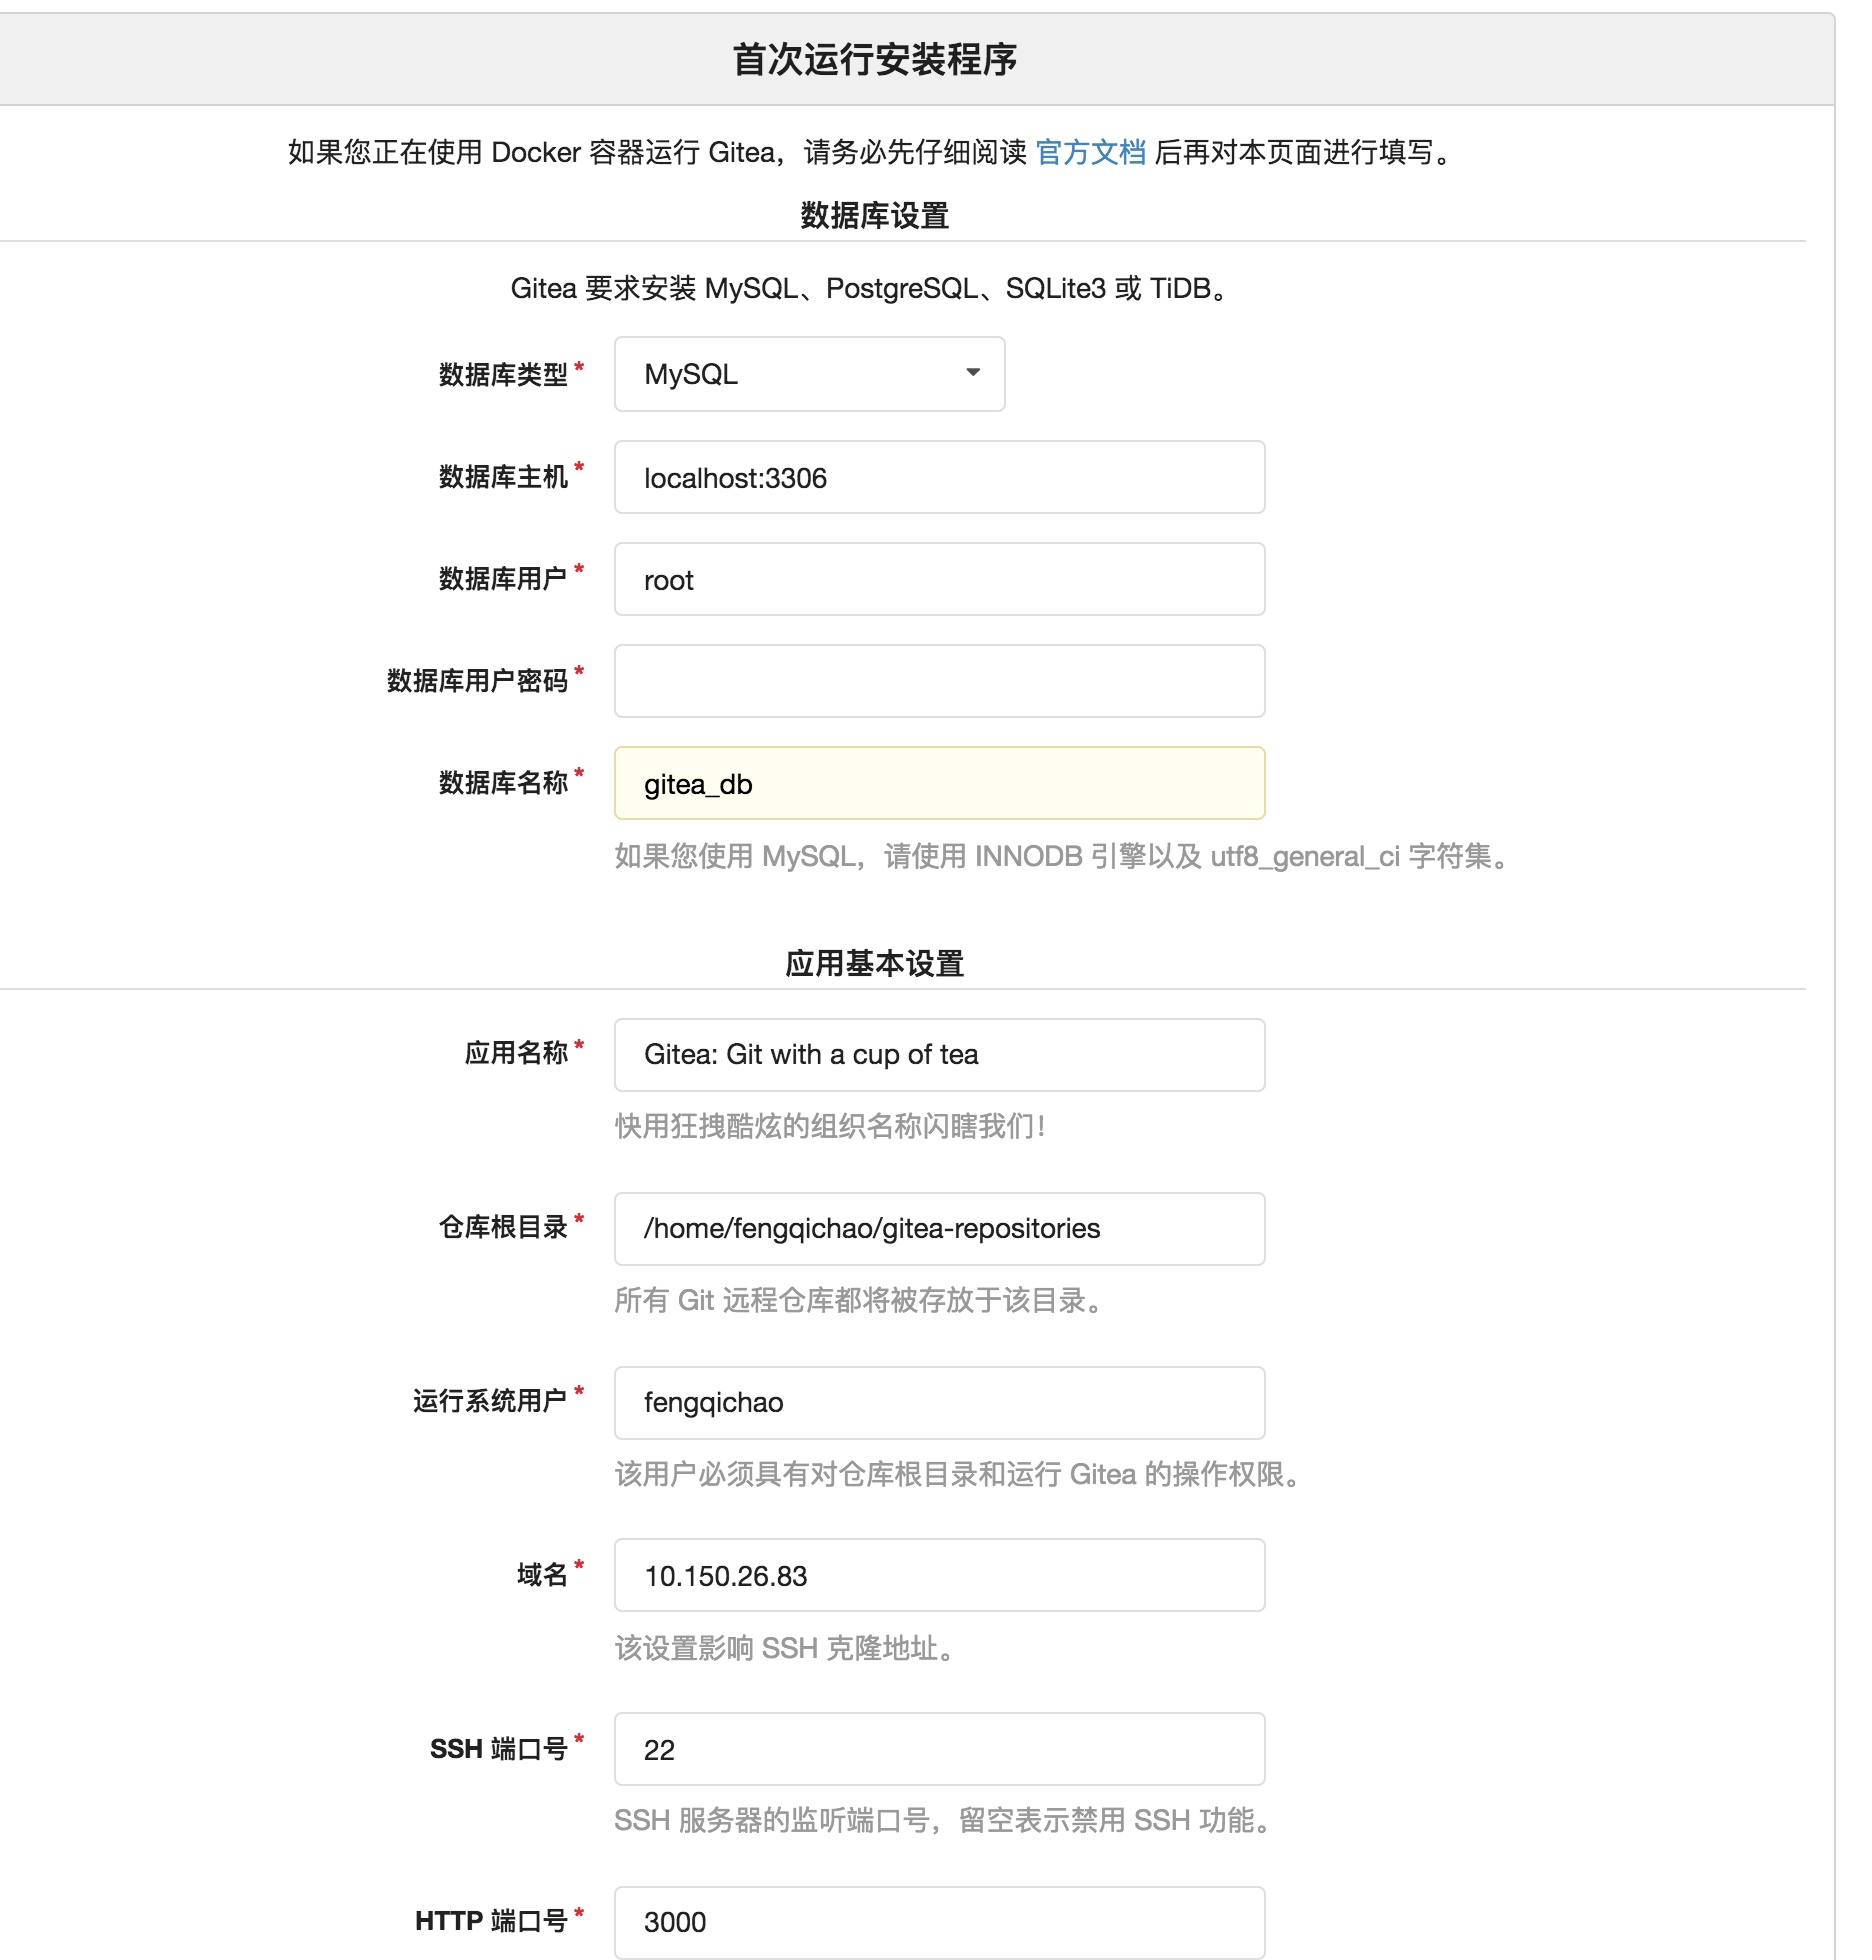 首次运行安装程序
如果您正在使用 Docker 容器运行 Gitea，请务必先仔细阅读 官方文档 后再对本页面进行填写。
数据库设置
Gitea 要求安装 MySQL、PostgreSQL、SQLite3 或 TiDB。
数据库类型* MySQL
数据库主机* localhost:3306
数据库用户* root
数据库用户密码*
数据库名称* gitea_db
如果您使用 MySQL，请使用 INNODB 引擎以及 utf8_general_ci 字符集。
应用基本设置
应用名称* Gitea: Git with a cup of tea
快用狂拽酷炫的组织名称闪瞎我们！
仓库根目录* /home/fengqichao/gitea-repositories
所有 Git 远程仓库都将被存放于该目录。
运行系统用户* fengqichao
该用户必须具有对仓库根目录和运行 Gitea 的操作权限。
域名* 10.150.26.83
该设置影响 SSH 克隆地址。
SSH 端口号* 22
SSH 服务器的监听端口号，留空表示禁用 SSH 功能。
HTTP 端口号* 3000